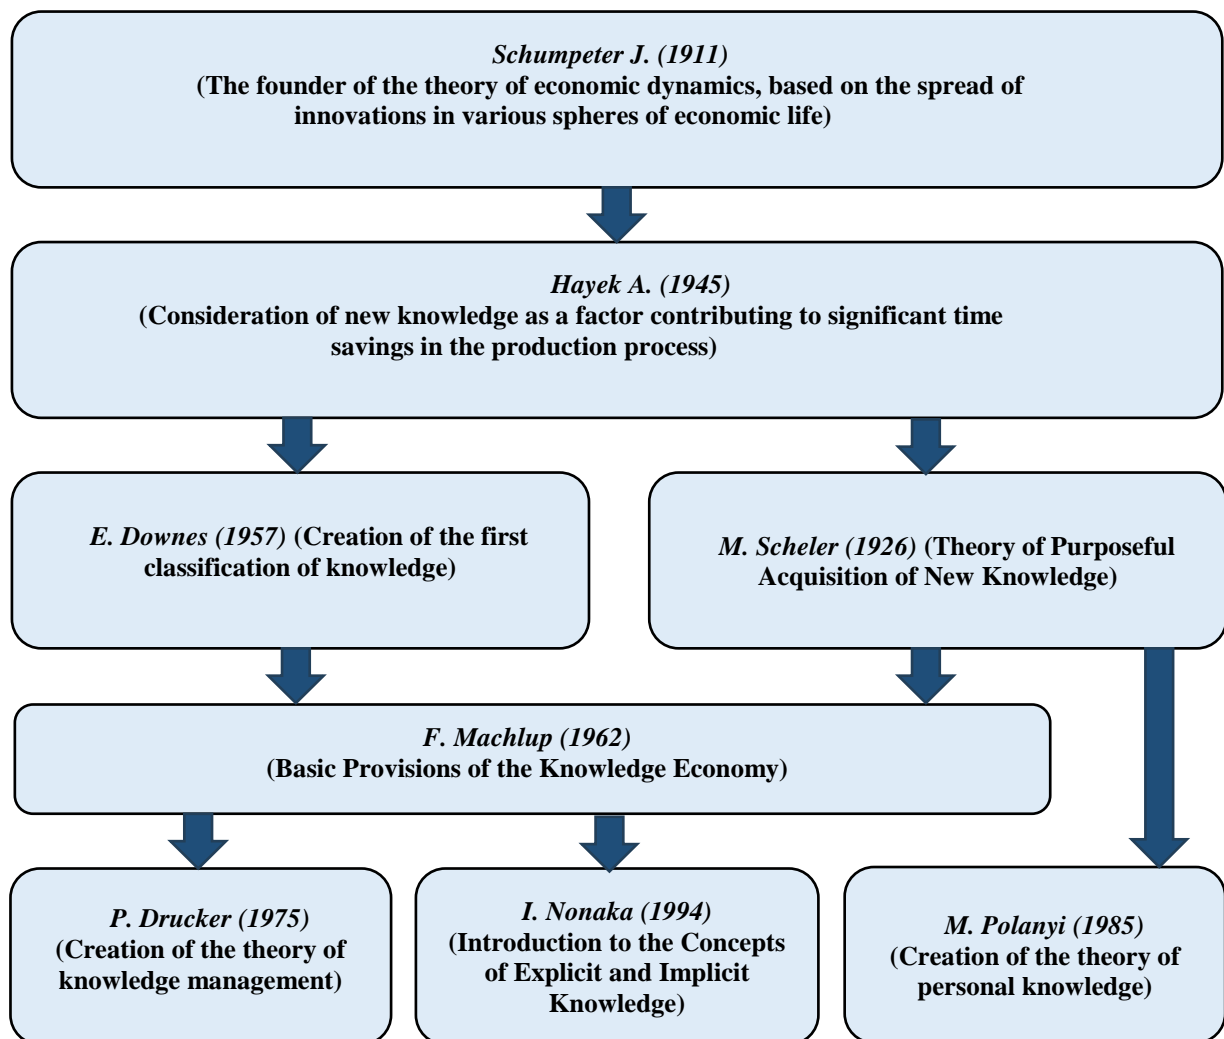 Schumpeter J. (1911)
(The founder of the theory of economic dynamics, based on the spread of
innovations in various spheres of economic life)
Hayek A. (1945)
(Consideration of new knowledge as a factor contributing to significant time
savings in the production process)
E. Downes (1957) (Creation of the first
classification of knowledge)
M. Scheler (1926) (Theory of Purposeful
Acquisition of New Knowledge)
F. Machlup (1962)
(Basic Provisions of the Knowledge Economy)
P. Drucker (1975)
(Creation of the theory of
knowledge management)
I. Nonaka (1994)
(Introduction to the Concepts
of Explicit and Implicit
Knowledge)
M. Polanyi (1985)
(Creation of the theory of
personal knowledge)